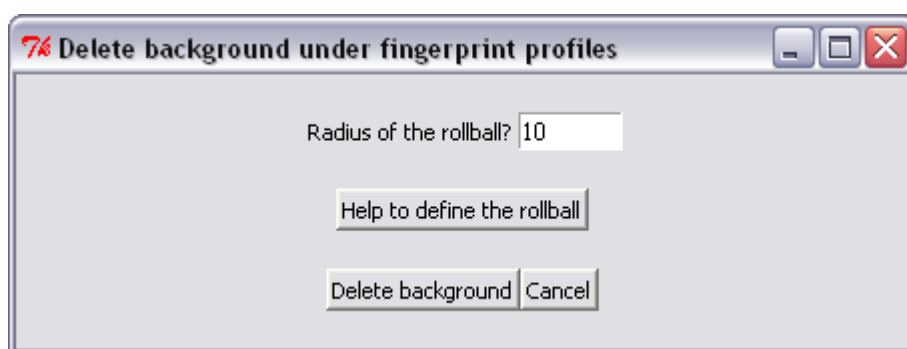 Delete background under fingerprint profiles
Radius of the rollball? 10
Help to define the rollball
Delete background Cancel